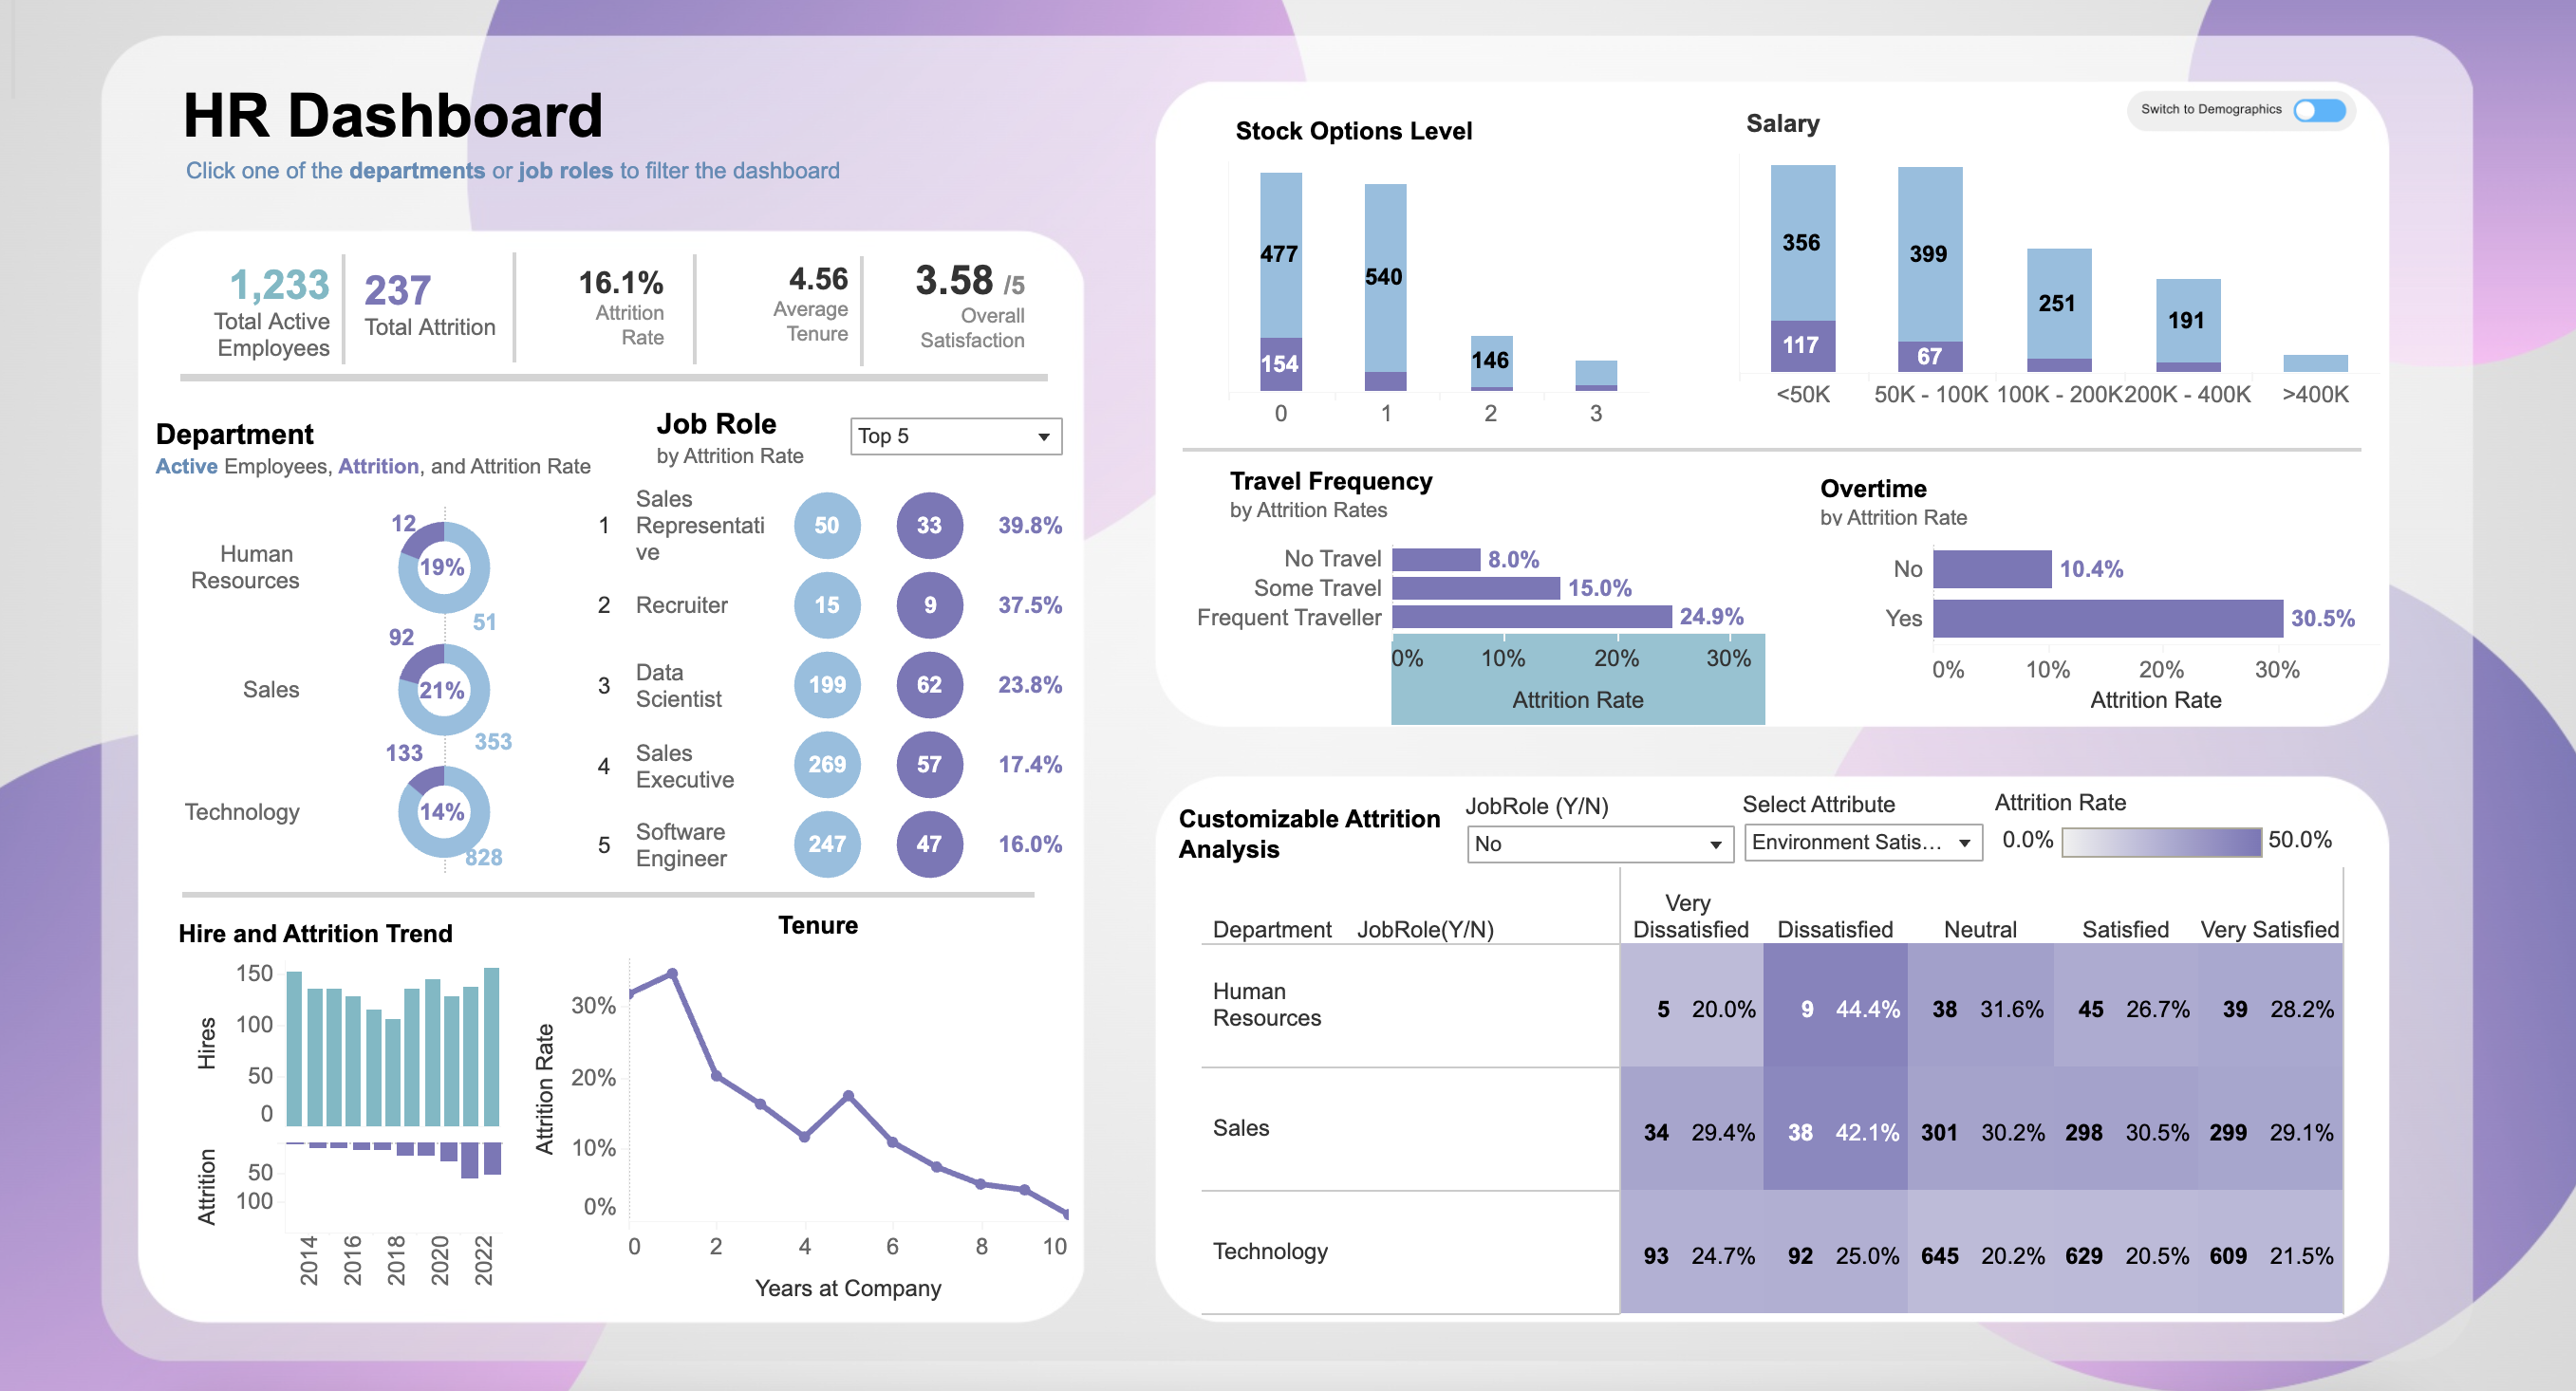 HR Dashboard
Click one of the departments or job roles to filter the dashboard
1,233
Total Active
Employees
237
Total Attrition
16.1%
Attrition
Rate
4.56
Average
Tenure
3.58 /5
Overall
Satisfaction
Department
Active Employees, Attrition, and Attrition Rate
Human
Resources
12
19%
51
Sales
92
21%
353
Technology
133
14%
828
Job Role
by Attrition Rate
Top 5
1 Sales
Representati
ve
50 33 39.8%
2 Recruiter 15 9 37.5%
3 Data
Scientist
199 62 23.8%
4 Sales
Executive
269 57 17.4%
5 Software
Engineer
247 47 16.0%
Hire and Attrition Trend
Hires
150
100
50
0
Attrition
50
100
2014 2016 2018 2020 2022
Tenure
Attrition Rate
30%
20%
10%
0%
0 2 4 6 8 10
Years at Company
Stock Options Level
477
154
540
146
0 1 2 3
Salary
Switch to Demographics
356
117
399
67
251
191
<50K 50K - 100K 100K - 200K 200K - 400K >400K
Travel Frequency
by Attrition Rates
No Travel 8.0%
Some Travel 15.0%
Frequent Traveller 24.9%
0% 10% 20% 30%
Attrition Rate
Overtime
by Attrition Rate
No 10.4%
Yes 30.5%
0% 10% 20% 30%
Attrition Rate
Customizable Attrition
Analysis
JobRole (Y/N)
No
Select Attribute
Environment Satis...
Attrition Rate
0.0% 50.0%
Department JobRole(Y/N) Very
Dissatisfied Dissatisfied Neutral Satisfied Very Satisfied
Human
Resources
5 20.0% 9 44.4% 38 31.6% 45 26.7% 39 28.2%
Sales 34 29.4% 38 42.1% 301 30.2% 298 30.5% 299 29.1%
Technology 93 24.7% 92 25.0% 645 20.2% 629 20.5% 609 21.5%